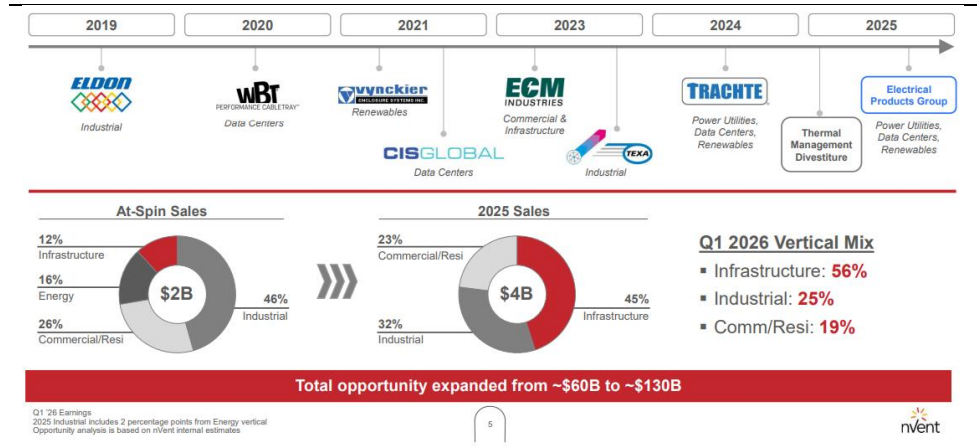 2019
2020
2021
2023
2024
2025
ELDON
Industrial
WBT
PERFORMANCE CABLETRAY™
Data Centers
vynckier
ENCLOSURE SYSTEMS INC.
Renewables
CISGLOBAL
Data Centers
ECM
INDUSTRIES
Commercial &
Infrastructure
TEXA
Industrial
TRACHTE
Power Utilities,
Data Centers,
Renewables
Thermal
Management
Divestiture
Electrical
Products Group
Power Utilities,
Data Centers,
Renewables
At-Spin Sales
12%
Infrastructure
16%
Energy
26%
Commercial/Resi
$2B
46%
Industrial
2025 Sales
23%
Commercial/Resi
32%
Industrial
$4B
45%
Infrastructure
Q1 2026 Vertical Mix
▪ Infrastructure: 56%
▪ Industrial: 25%
▪ Comm/Resi: 19%
Total opportunity expanded from ~$60B to ~$130B
Q1 '26 Earnings
2025 Industrial includes 2 percentage points from Energy vertical
Opportunity analysis is based on nVent internal estimates
5
nVent